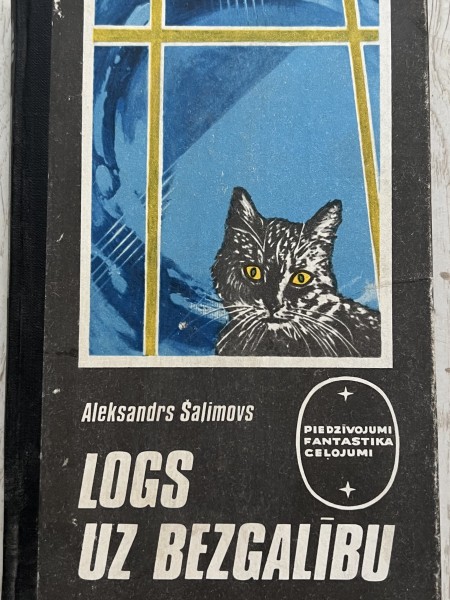 Aleksandrs Šalimovs
PIEDZĪVOJUMI
FANTASTIKA
CEĻOJUMI
LOGS
UZ BEZGALĪBU